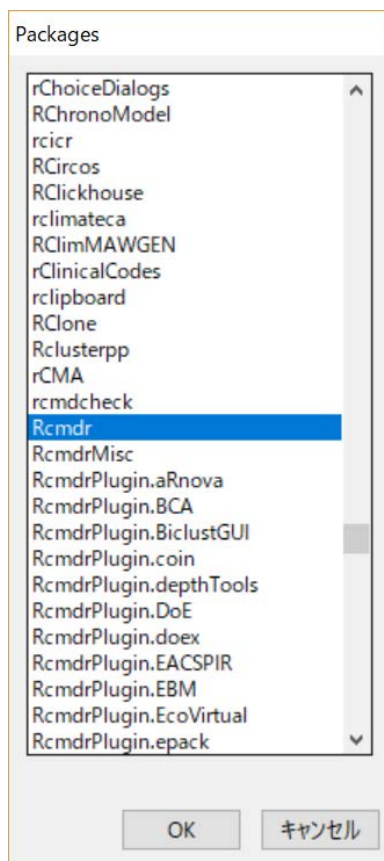 Packages
rChoiceDialogs
RChronoModel
rcicr
RCircos
RClickhouse
rclimateca
RClimMAWGEN
rClinicalCodes
rclipboard
RClone
Rclusterpp
rCMA
rcmdcheck
Rcmdr
RcmdrMisc
RcmdrPlugin.aRnova
RcmdrPlugin.BCA
RcmdrPlugin.BiclustGUI
RcmdrPlugin.coin
RcmdrPlugin.depthTools
RcmdrPlugin.DoE
RcmdrPlugin.doex
RcmdrPlugin.EACSPIR
RcmdrPlugin.EBM
RcmdrPlugin.EcoVirtual
RcmdrPlugin.epack
OK キャンセル